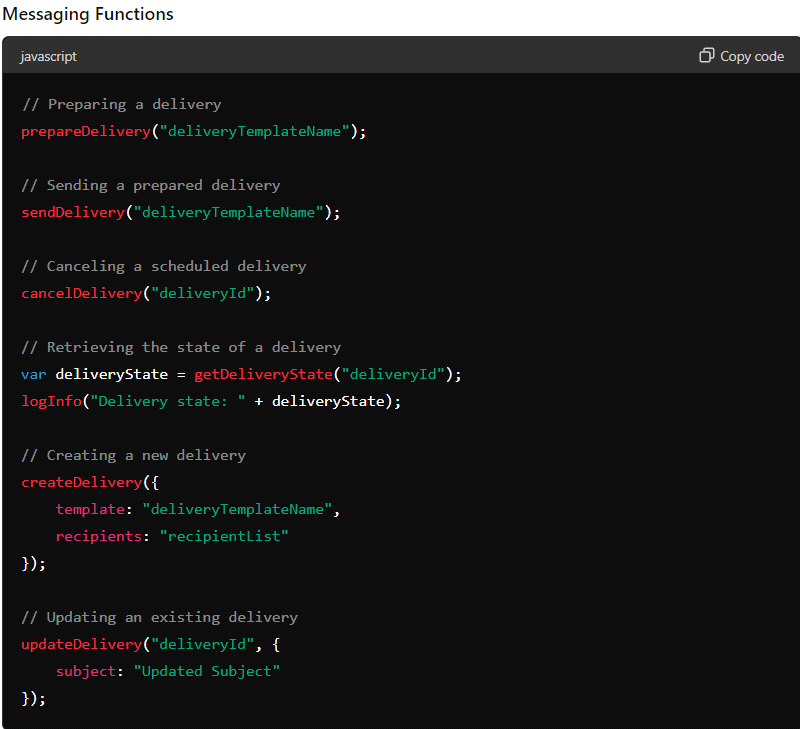 Messaging Functions
javascript
Copy code
// Preparing a delivery
prepareDelivery("deliveryTemplateName");
// Sending a prepared delivery
sendDelivery("deliveryTemplateName");
// Canceling a scheduled delivery
cancelDelivery("deliveryId");
// Retrieving the state of a delivery
var deliveryState = getDeliveryState("deliveryId");
logInfo("Delivery state: " + deliveryState);
// Creating a new delivery
createDelivery({
    template: "deliveryTemplateName",
    recipients: "recipientList"
});
// Updating an existing delivery
updateDelivery("deliveryId", {
    subject: "Updated Subject"
});